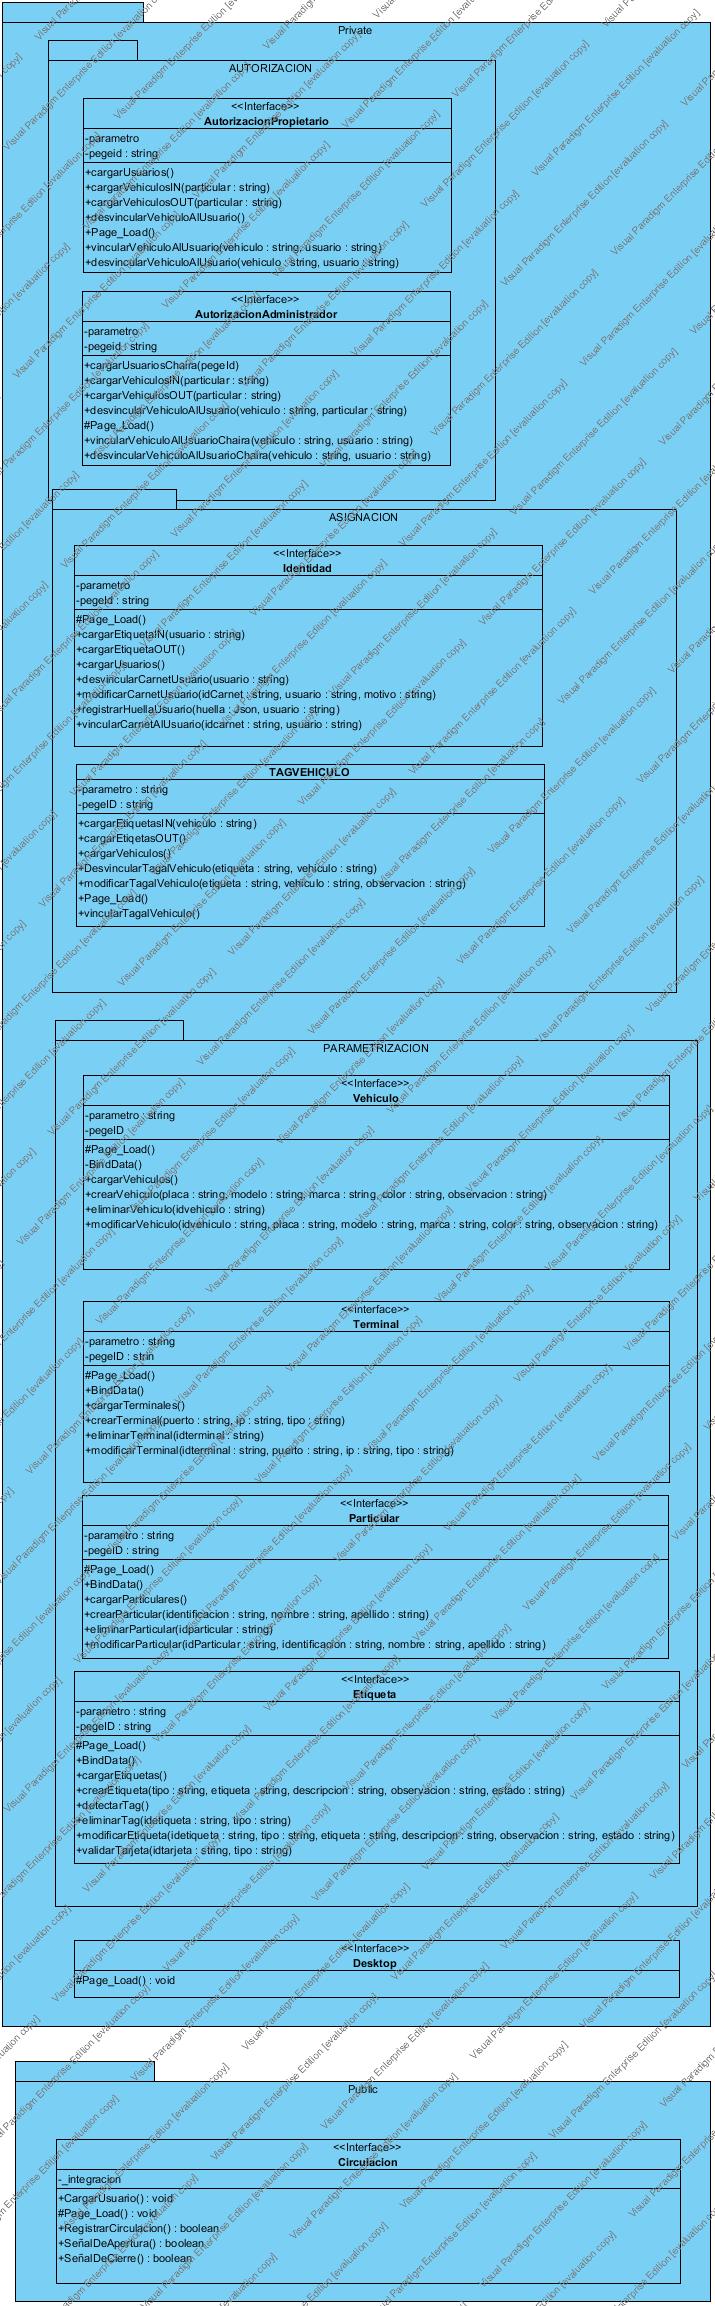 Private
AUTORIZACION
<<Interface>>
AutorizacionPropietario
-parametro
-pegeid : string
+cargarUsuarios()
+cargarVehiculosIN(particular : string)
+cargarVehiculosOUT(particular : string)
+desvincularVehiculoAlUsuario()
+Page_Load()
+vincularVehiculoAlUsuario(vehiculo : string, usuario : string)
+desvincularVehiculoAlUsuario(vehiculo : string, usuario : string)
<<Interface>>
AutorizacionAdministrador
-parametro
-pegeid : string
+cargarUsuariosChaira(pegeId)
+cargarVehiculosIN(particular : string)
+cargarVehiculosOUT(particular : string)
+desvincularVehiculoAlUsuario(vehiculo : string, particular : string)
#Page_Load()
+vincularVehiculoAlUsuarioChaira(vehiculo : string, usuario : string)
+desvincularVehiculoAlUsuarioChaira(vehiculo : string, usuario : string)
ASIGNACION
<<Interface>>
Identidad
-parametro
-pegeId : string
#Page_Load()
+cargarEtiquetaIN(usuario : string)
+cargarEtiquetaOUT()
+cargarUsuarios()
+desvincularCarnetUsuario(usuario : string)
+modificarCarnetUsuario(idCarnet : string, usuario : string, motivo : string)
+registrarHuellaUsuario(huella : Json, usuario : string)
+vincularCarnetAlUsuario(idcarnet : string, usuario : string)
TAGVEHICULO
-parametro : string
-pegeID : string
+cargarEtiquetasIN(vehiculo : string)
+cargarEtiqetasOUT()
+cargarVehiculos()
+DesvincularTagalVehiculo(etiqueta : string, vehiculo : string)
+modificarTagalVehiculo(etiqueta : string, vehiculo : string, observacion : string)
+Page_Load()
+vincularTagalVehiculo()
PARAMETRIZACION
<<Interface>>
Vehiculo
-parametro : string
-pegeID
#Page_Load()
-BindData()
+cargarVehiculos()
+crearVehiculo(placa : string, modelo : string, marca : string, color : string, observacion : string)
+eliminarVehiculo(idvehiculo : string)
+modificarVehiculo(idvehiculo : string, placa : string, modelo : string, marca : string, color : string, observacion : string)
<<Interface>>
Terminal
-parametro : string
-pegeID : strin
#Page_Load()
+BindData()
+cargarTerminales()
+crearTerminal(puerto : string, ip : string, tipo : string)
+eliminarTerminal(idterminal : string)
+modificarTerminal(idterminal : string, puerto : string, ip : string, tipo : string)
<<Interface>>
Particular
-parametro : string
-pegeID : string
#Page_Load()
+BindData()
+cargarParticulares()
+crearParticular(identificacion : string, nombre : string, apellido : string)
+eliminarParticular(idparticular : string)
+modificarParticular(idParticular : string, identificacion : string, nombre : string, apellido : string)
<<Interface>>
Etiqueta
-parametro : string
-pegeID : string
#Page_Load()
+BindData()
+cargarEtiquetas()
+crearEtiqueta(tipo : string, etiqueta : string, descripcion : string, observacion : string, estado : string)
+detectarTag()
+eliminarTag(idetiqueta : string, tipo : string)
+modificarEtiqueta(idetiqueta : string, tipo : string, etiqueta : string, descripcion : string, observacion : string, estado : string)
+validarTarjeta(idtarjeta : string, tipo : string)
<<Interface>>
Desktop
#Page_Load() : void
Public
<<Interface>>
Circulacion
-_integracion
+CargarUsuario() : void
#Page_Load() : void
+RegistrarCirculacion() : boolean
+SeñalDeApertura() : boolean
+SeñalDeCierre() : boolean
Visual Paradigm Enterprise Edition [evaluation copy]